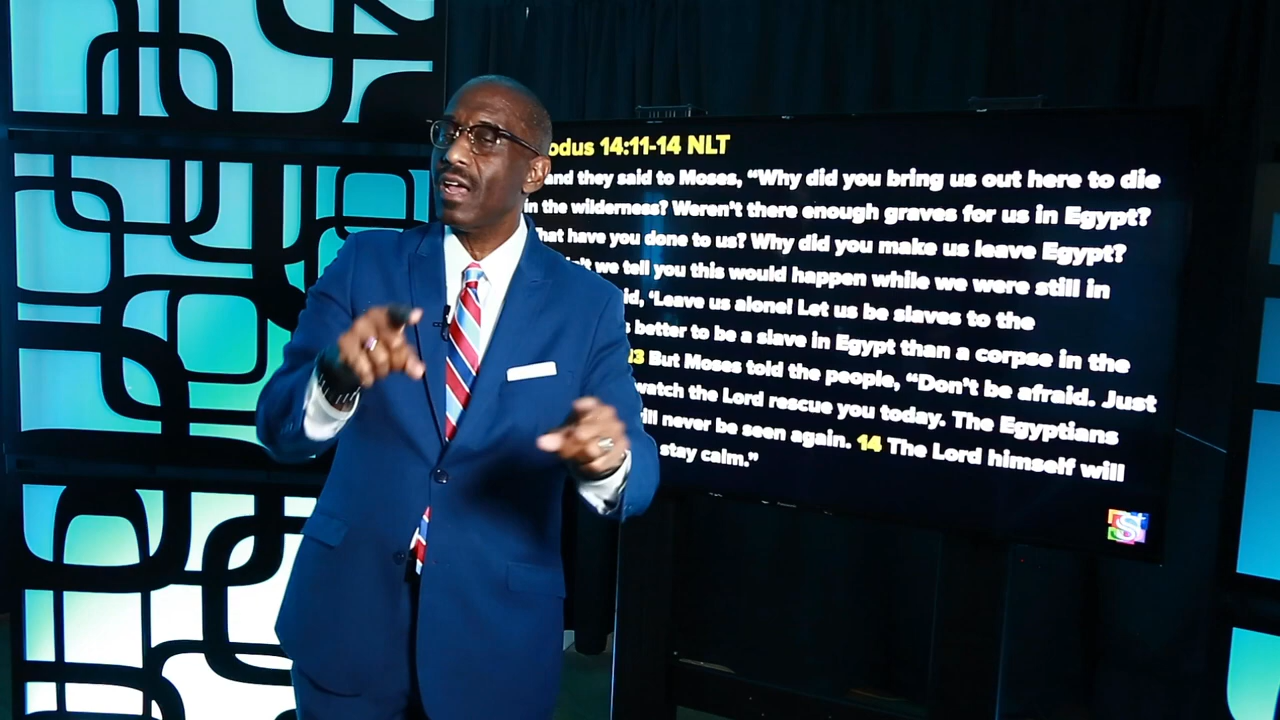 odus 14:11-14 NLT
and they said to Moses, “Why did you bring us out here to die
in the wilderness? Weren’t there enough graves for us in Egypt?
hat have you done to us? Why did you make us leave Egypt?
we tell you this would happen while we were still in
id, ‘Leave us alone! Let us be slaves to the
s better to be a slave in Egypt than a corpse in the
13 But Moses told the people, “Don’t be afraid. Just
watch the Lord rescue you today. The Egyptians
ill never be seen again. 14 The Lord himself will
stay calm.”
S